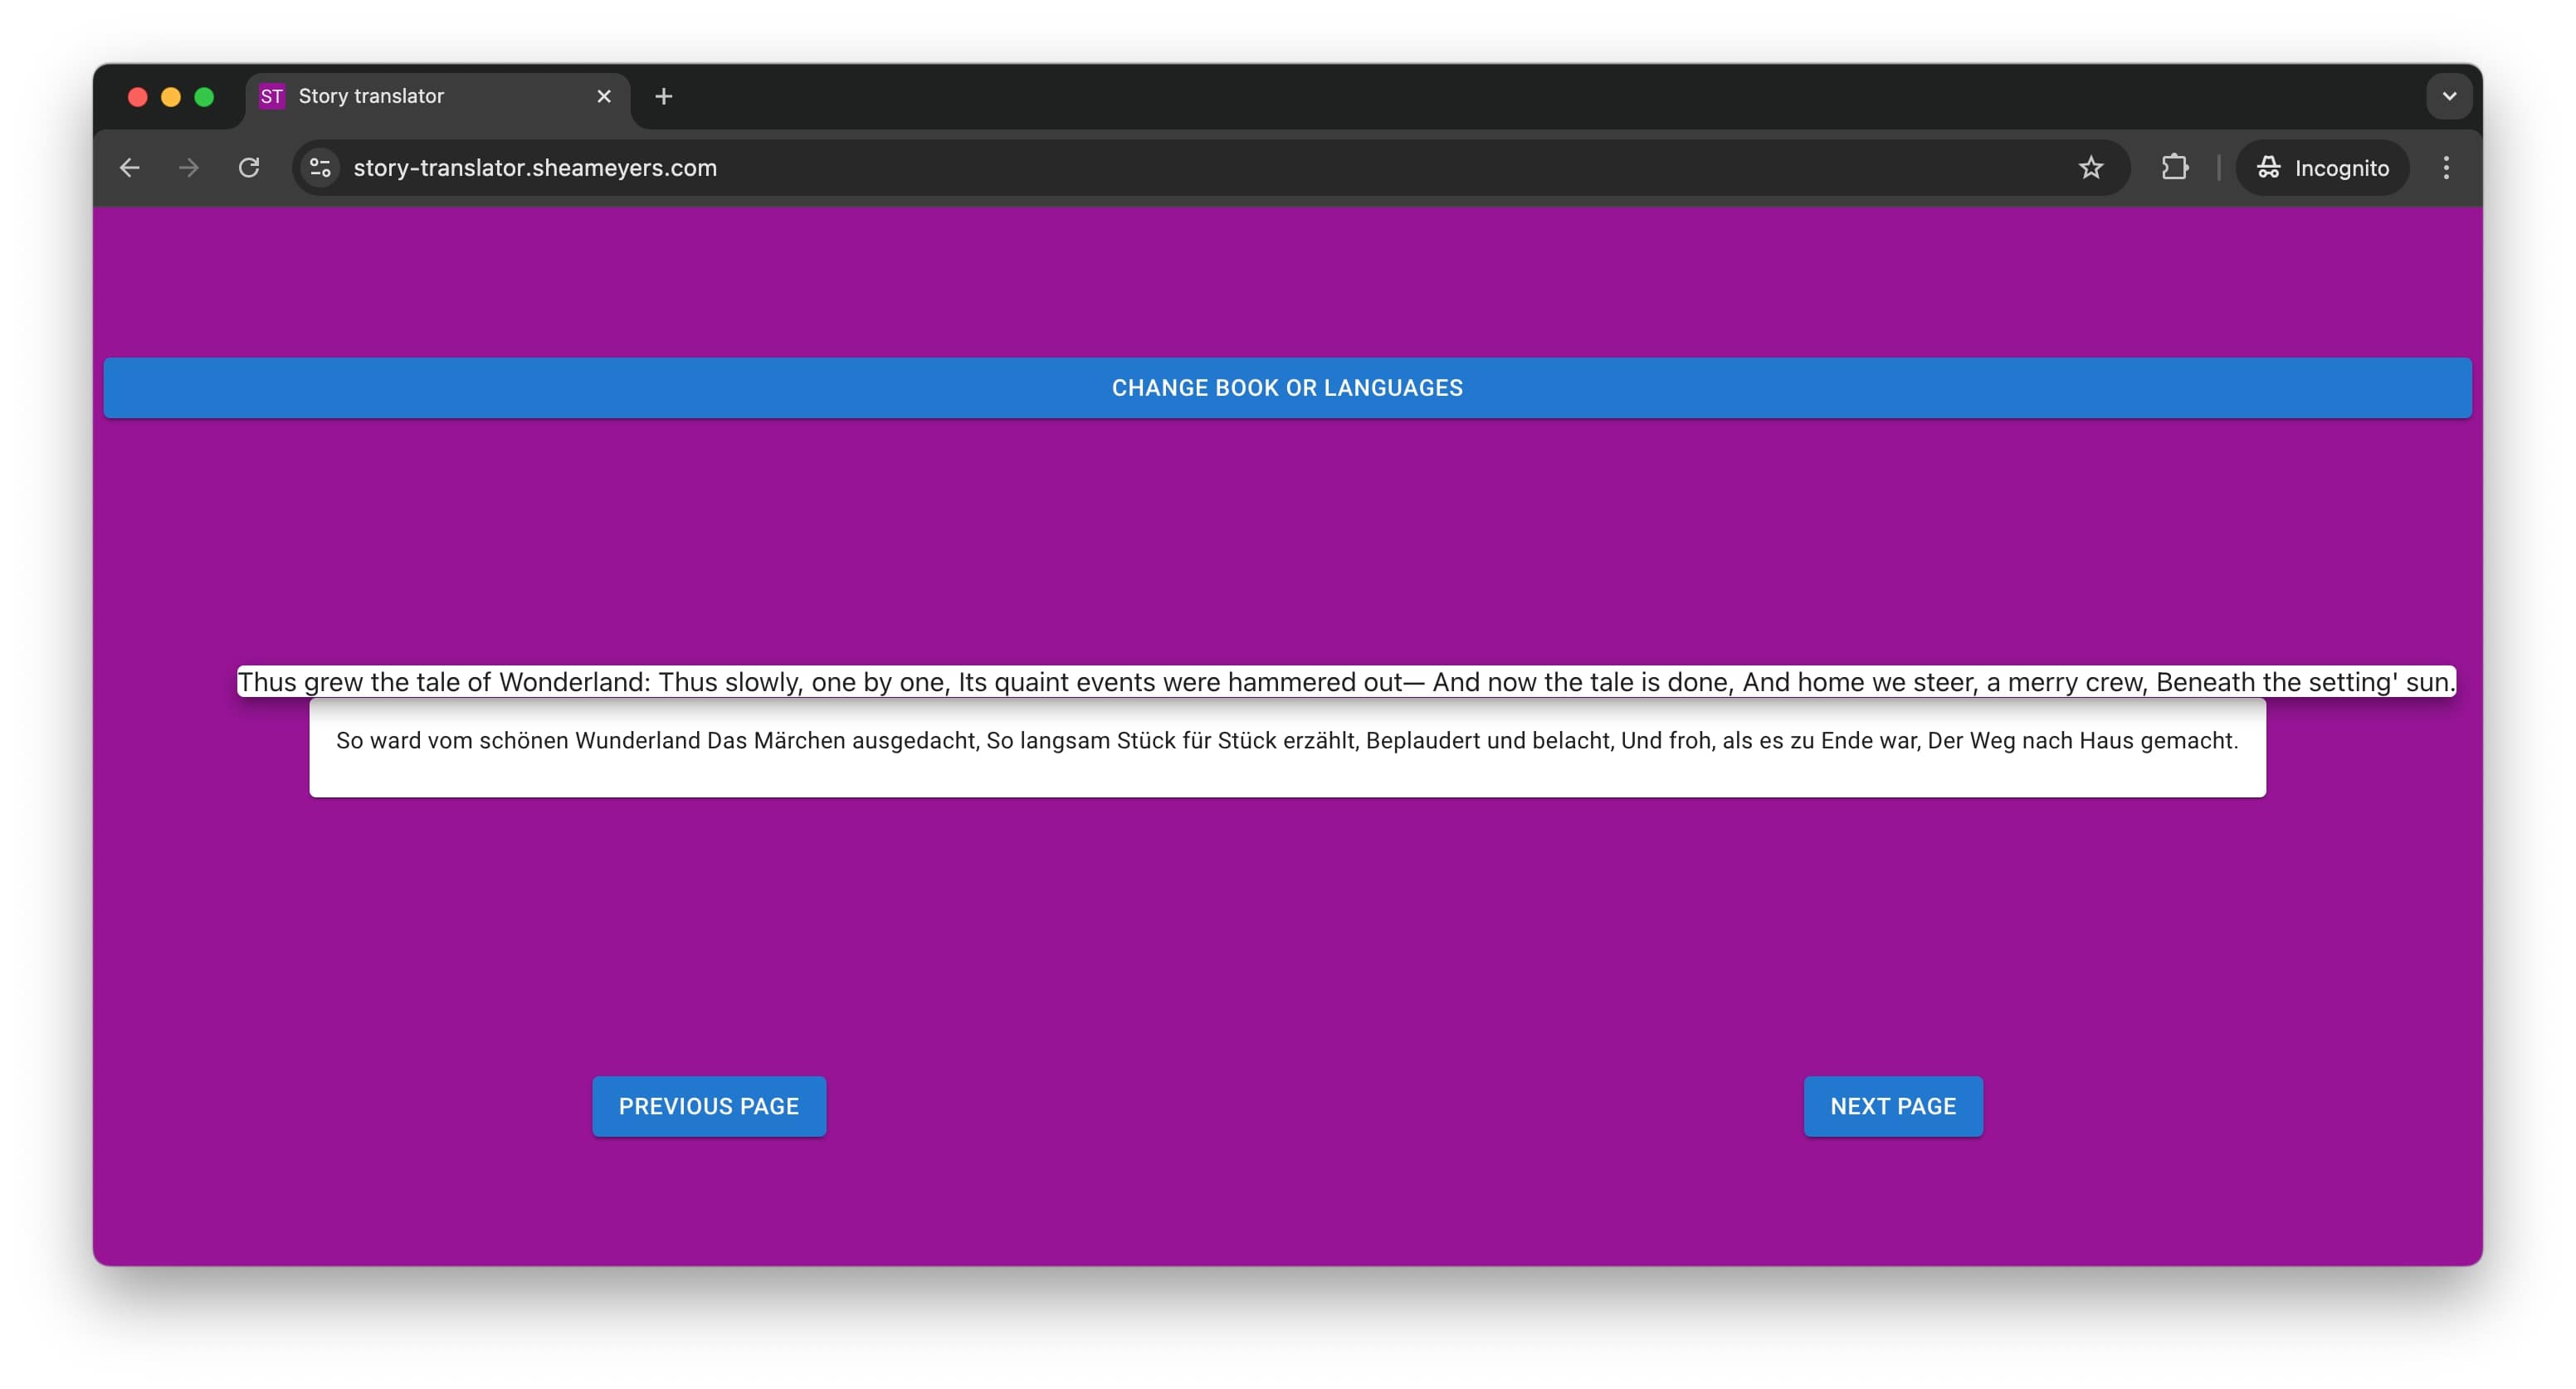 ST Story translator
story-translator.sheameyers.com
Incognito
CHANGE BOOK OR LANGUAGES
Thus grew the tale of Wonderland: Thus slowly, one by one, Its quaint events were hammered out— And now the tale is done, And home we steer, a merry crew, Beneath the setting' sun.
So ward vom schönen Wunderland Das Märchen ausgedacht, So langsam Stück für Stück erzählt, Beplaudert und belacht, Und froh, als es zu Ende war, Der Weg nach Haus gemacht.
PREVIOUS PAGE
NEXT PAGE